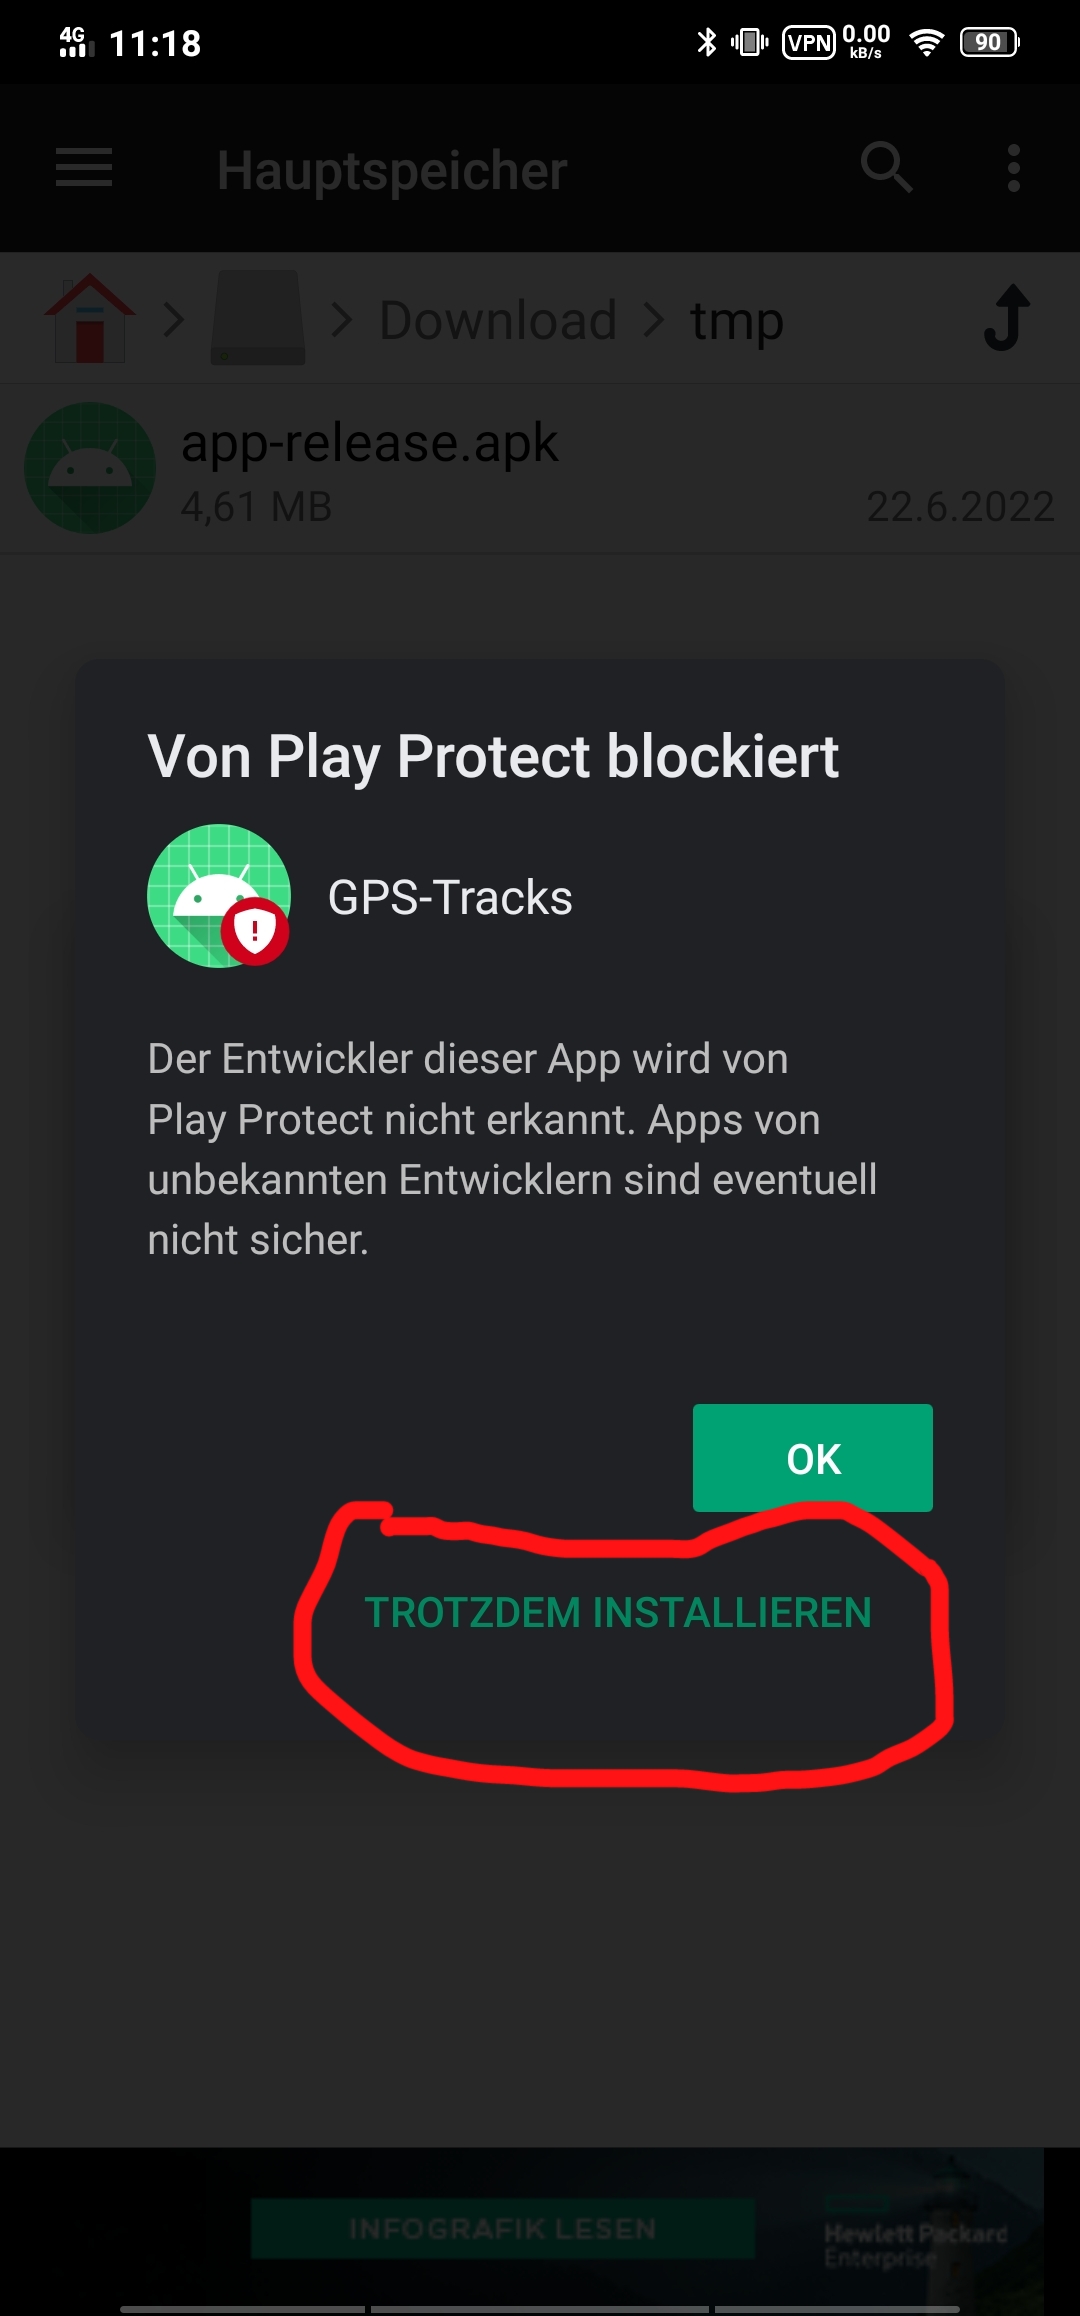 4G 11:18 VPN 0.00 kB/s 90
Hauptspeicher
Download tmp
app-release.apk
4,61 MB 22.6.2022
Von Play Protect blockiert
GPS-Tracks
Der Entwickler dieser App wird von
Play Protect nicht erkannt. Apps von
unbekannten Entwicklern sind eventuell
nicht sicher.
OK
TROTZDEM INSTALLIEREN
INFOGRAFIK LESEN
Hewlett Packard
Enterprise